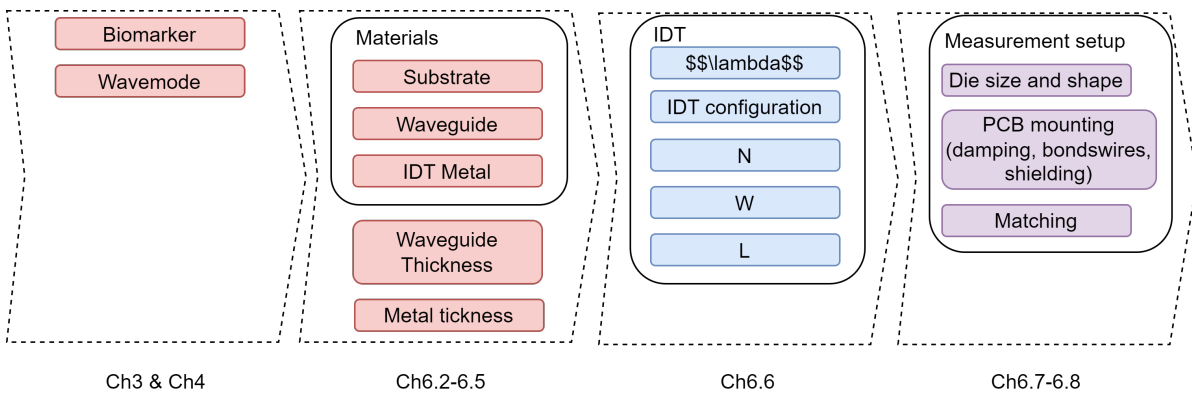 Biomarker
Wavemode
Ch3 & Ch4
Materials
Substrate
Waveguide
IDT Metal
Waveguide
Thickness
Metal tickness
Ch6.2-6.5
IDT
$$\lambda$$
IDT configuration
N
W
L
Ch6.6
Measurement setup
Die size and shape
PCB mounting
(damping, bondswires,
shielding)
Matching
Ch6.7-6.8